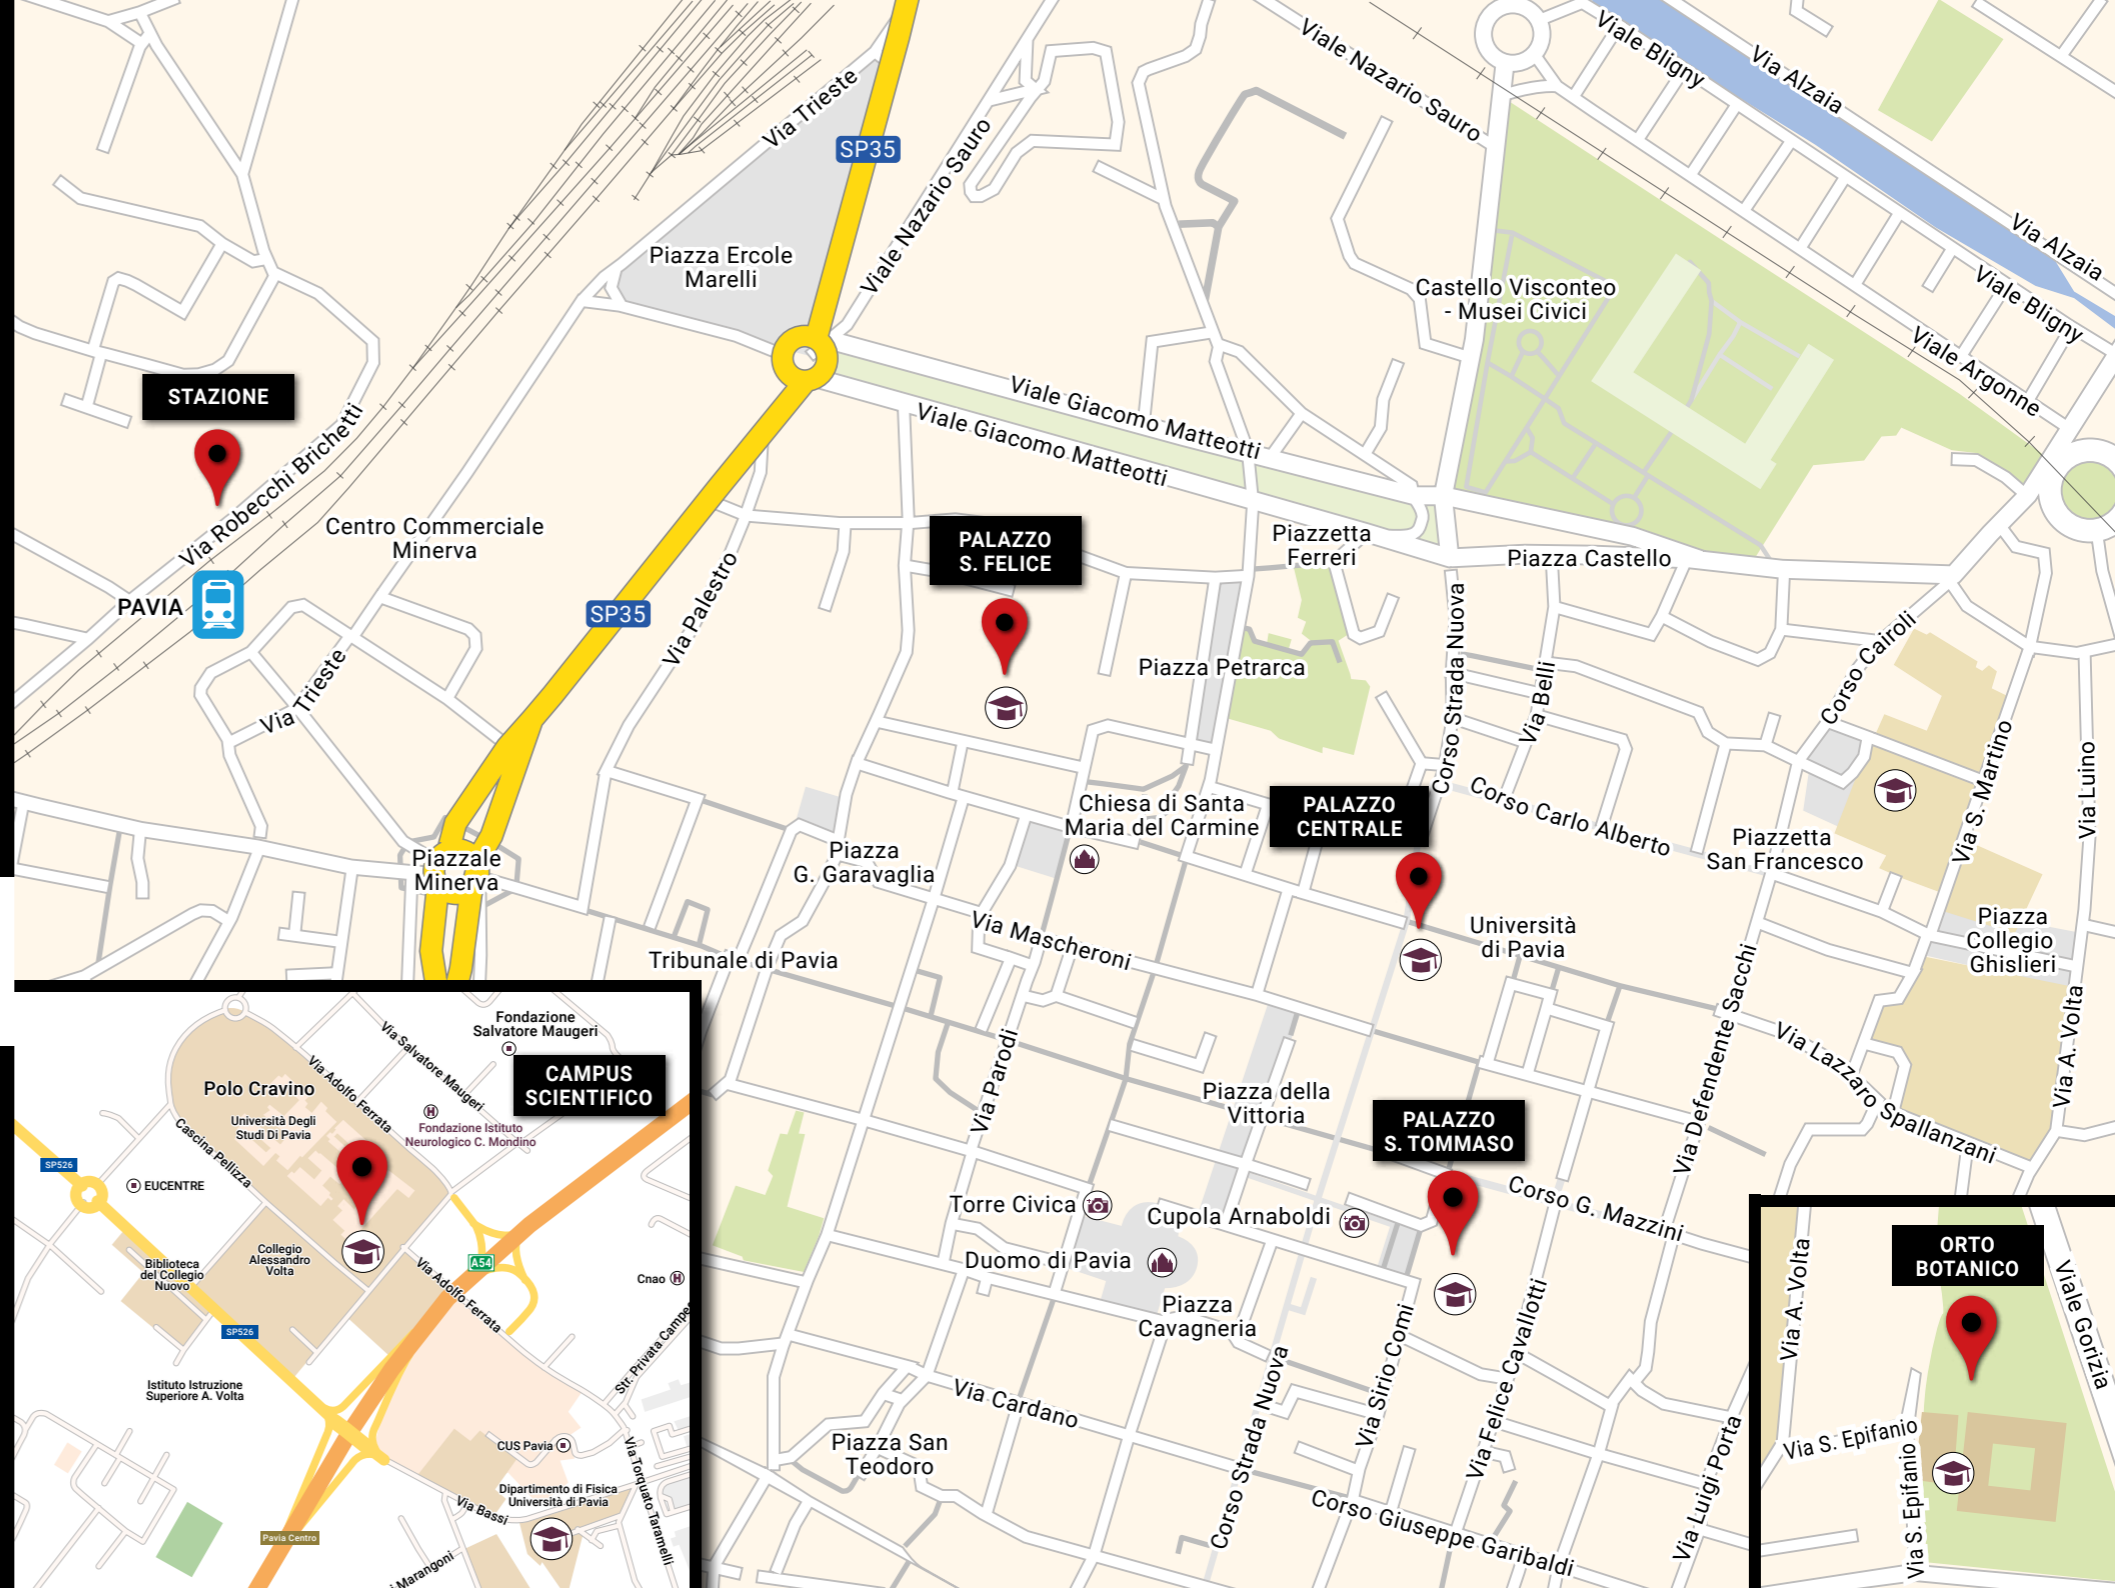 Viale Nazario Sauro
Viale Bligny
Via Alzaia
Via Trieste
SP35
Viale Nazario Sauro
Via Alzaia
Piazza Ercole
Marelli
Castello Visconteo
- Musei Civici
Viale Bligny
Viale Argonne
STAZIONE
Via Robecchi Brichetti
Viale Giacomo Matteotti
Viale Giacomo Matteotti
Centro Commerciale
Minerva
PALAZZO
S. FELICE
Piazzetta
Ferreri
Piazza Castello
PAVIA
SP35
Via Palestro
Corso Strada Nuova
Via Belli
Corso Cairoli
Via Trieste
Piazza Petrarca
Via S. Martino
Via Luino
Chiesa di Santa
Maria del Carmine
PALAZZO
CENTRALE
Corso Carlo Alberto
Piazzetta
San Francesco
Piazzale
Minerva
Piazza
G. Garavaglia
Via Mascheroni
Università
di Pavia
Piazza
Collegio
Ghislieri
Tribunale di Pavia
Via Defendente Sacchi
Via A. Volta
Via Parodi
Via Lazzaro Spallanzani
Piazza della
Vittoria
PALAZZO
S. TOMMASO
Corso G. Mazzini
Torre Civica
Cupola Arnaboldi
Duomo di Pavia
Piazza
Cavagneria
Via Sirio Comi
Via Felice Cavallotti
Corso Strada Nuova
Via Cardano
Piazza San
Teodoro
Corso Giuseppe Garibaldi
Via Luigi Porta
Fondazione
Salvatore Maugeri
Via Salvatore Maugeri
CAMPUS
SCIENTIFICO
Via Adolfo Ferrata
Polo Cravino
Università Degli
Studi Di Pavia
H
Fondazione Istituto
Neurologico C. Mondino
Cascina Pellizza
SP526
EUCENTRE
Collegio
Alessandro
Volta
Biblioteca
del Collegio
Nuovo
A54
Via Adolfo Ferrata
Cnao H
SP526
Str. Privata Campe
Istituto Istruzione
Superiore A. Volta
CUS Pavia
Via Torquato Taramelli
Dipartimento di Fisica
Università di Pavia
Via Bassi
Pavia Centro
i Marangoni
ORTO
BOTANICO
Via A. Volta
Viale Gorizia
Via S. Epifanio
Via S. Epifanio